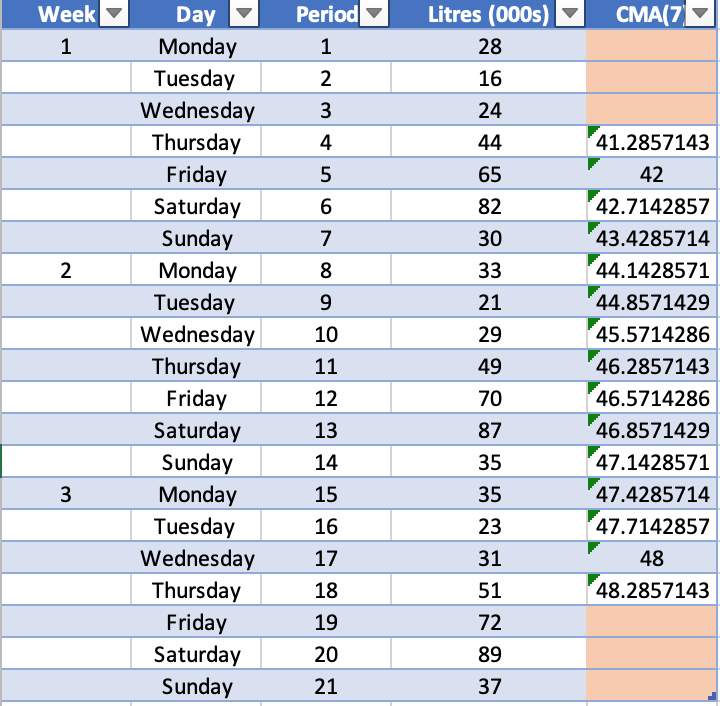 Week Day Period Litres (000s) CMA(7
1 Monday 1 28
Tuesday 2 16
Wednesday 3 24
Thursday 4 44 41.2857143
Friday 5 65 42
Saturday 6 82 42.7142857
Sunday 7 30 43.4285714
2 Monday 8 33 44.1428571
Tuesday 9 21 44.8571429
Wednesday 10 29 45.5714286
Thursday 11 49 46.2857143
Friday 12 70 46.5714286
Saturday 13 87 46.8571429
Sunday 14 35 47.1428571
3 Monday 15 35 47.4285714
Tuesday 16 23 47.7142857
Wednesday 17 31 48
Thursday 18 51 48.2857143
Friday 19 72
Saturday 20 89
Sunday 21 37